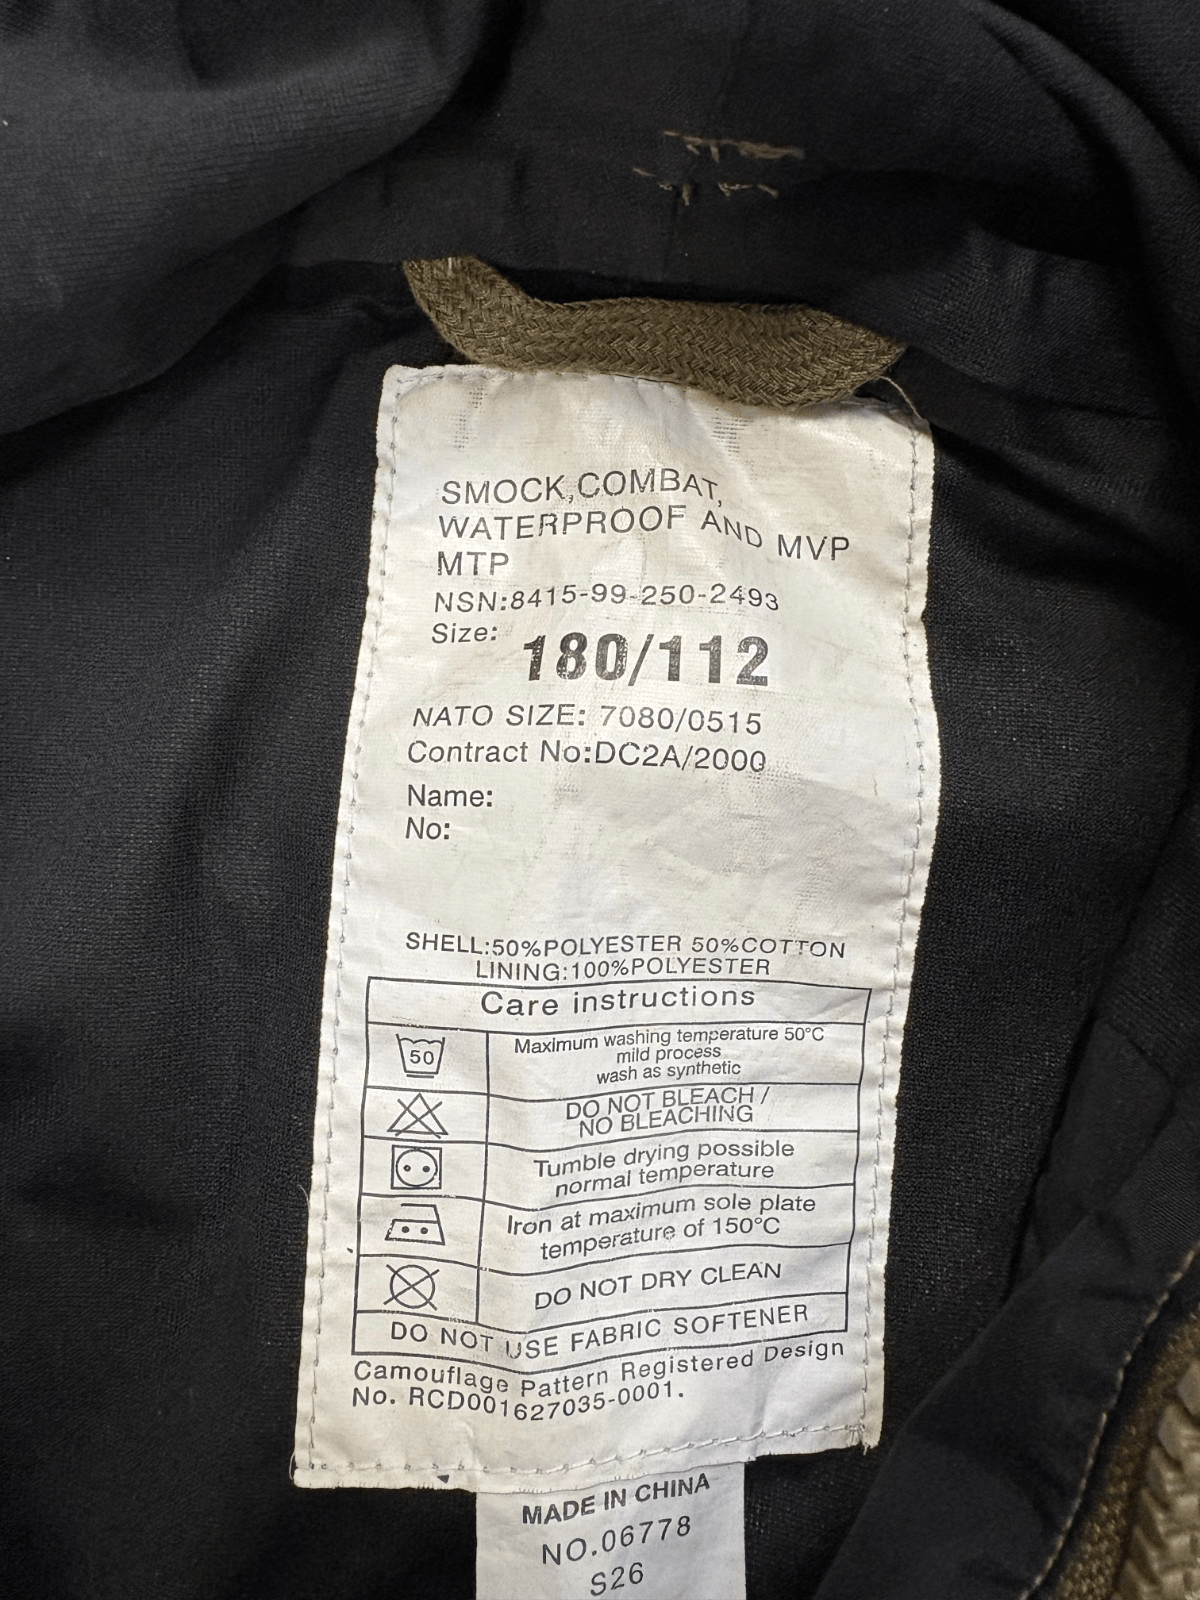 SMOCK,COMBAT,
WATERPROOF AND MVP
MTP
NSN:8415-99-250-2493
Size: 180/112
NATO SIZE: 7080/0515
Contract No:DC2A/2000
Name:
No:
SHELL:50%POLYESTER 50%COTTON
LINING:100%POLYESTER
Care instructions
50
Maximum washing temperature 50°C
mild process
wash as synthetic
DO NOT BLEACH /
NO BLEACHING
Tumble drying possible
normal temperature
Iron at maximum sole plate
temperature of 150°C
DO NOT DRY CLEAN
DO NOT USE FABRIC SOFTENER
Camouflage Pattern Registered Design
No. RCD001627035-0001.
MADE IN CHINA
NO.06778
S26